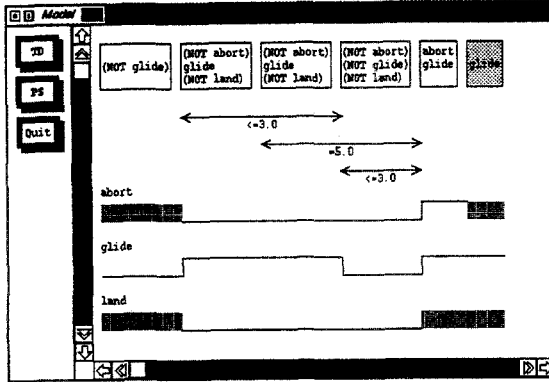 Model
TD
PS
Quit
(NOT glide)
(NOT abort)
glide
(NOT land)
(NOT abort)
glide
(NOT land)
(NOT abort)
(NOT glide)
(NOT land)
abort
glide
glide
<=3.0
=5.0
<=3.0
abort
glide
land